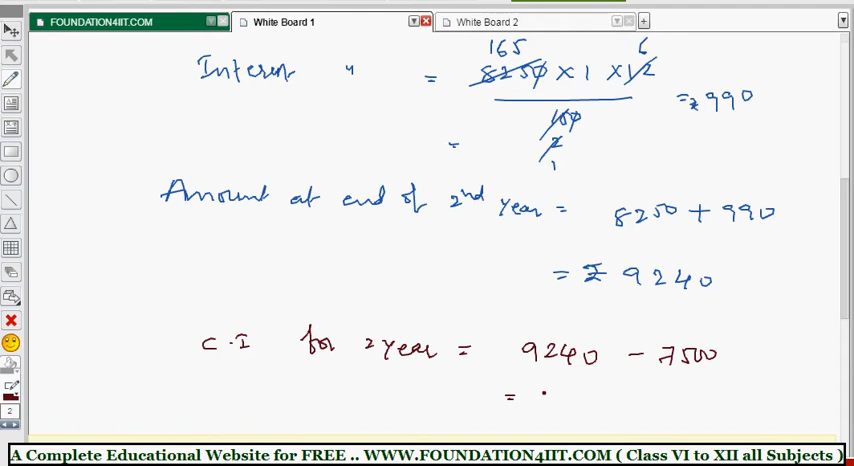 FOUNDATION4IIT.COM White Board 1 White Board 2
165 6
Interest " = 8250 × 1 × 12 = ₹990
100
= 2
1
Amount at end of 2nd year = 8250 + 990
= ₹ 9240
C.I for 2 year = 9240 - 7500
=
2
A Complete Educational Website for FREE .. WWW.FOUNDATION4IIT.COM ( Class VI to XII all Subjects )